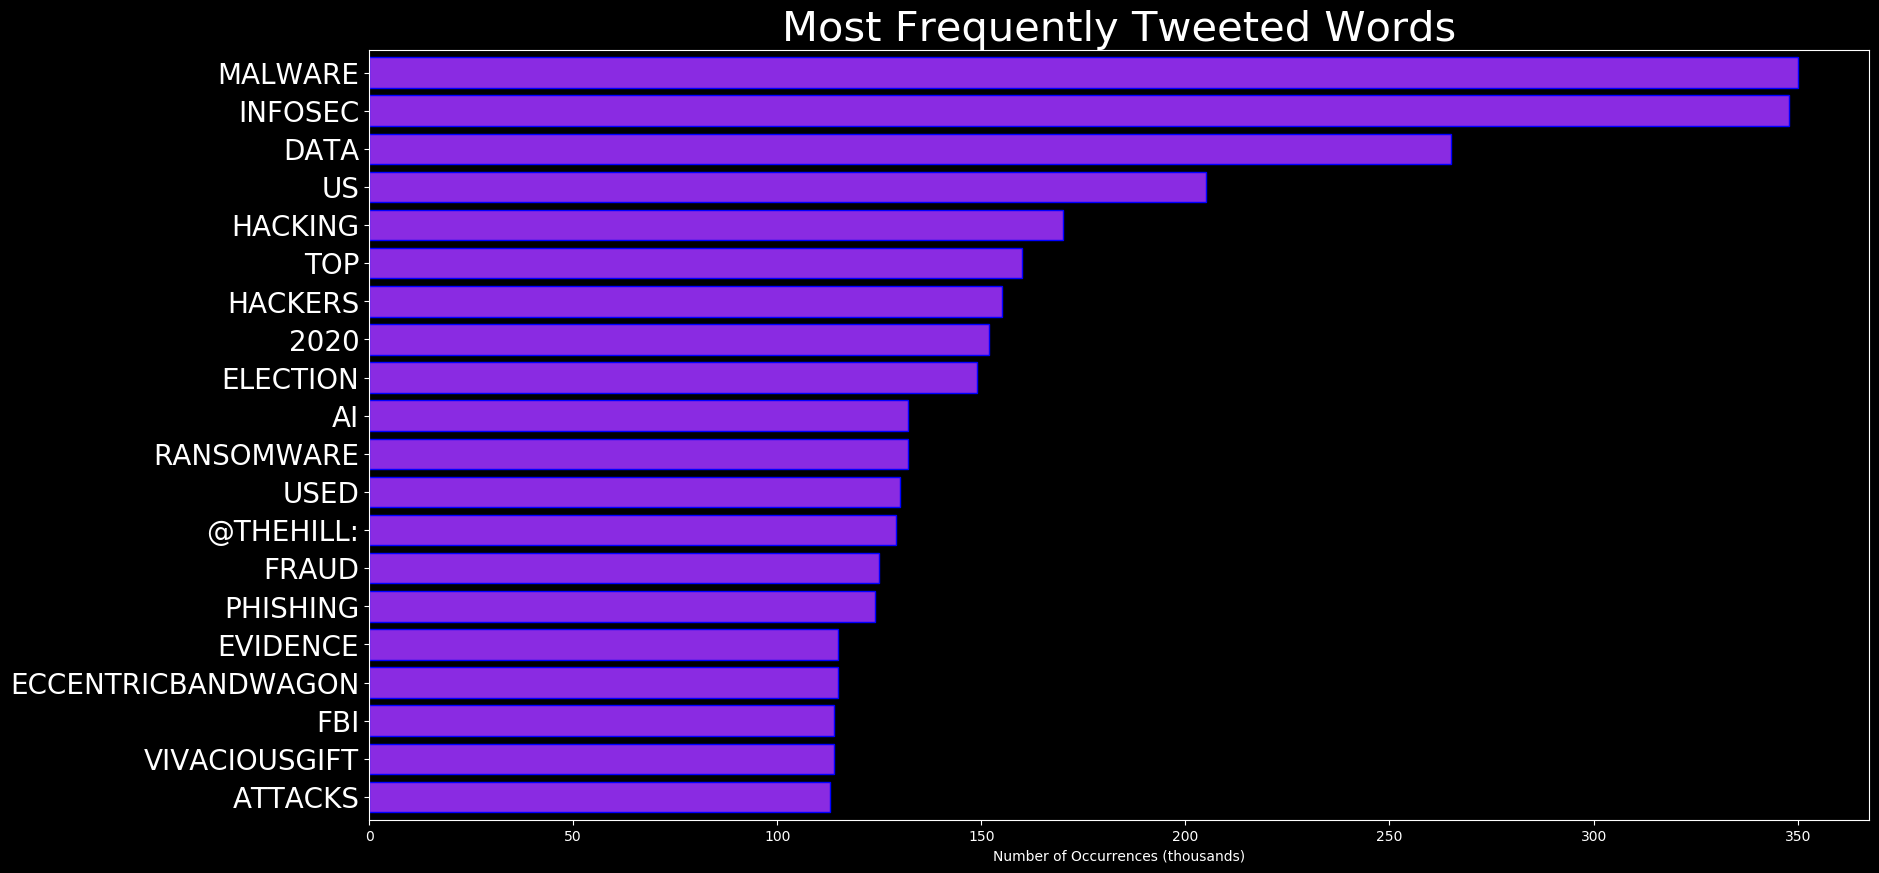 Most Frequently Tweeted Words
MALWARE
INFOSEC
DATA
US
HACKING
TOP
HACKERS
2020
ELECTION
AI
RANSOMWARE
USED
@THEHILL:
FRAUD
PHISHING
EVIDENCE
ECCENTRICBANDWAGON
FBI
VIVACIOUSGIFT
ATTACKS
0 50 100 150 200 250 300 350
Number of Occurrences (thousands)